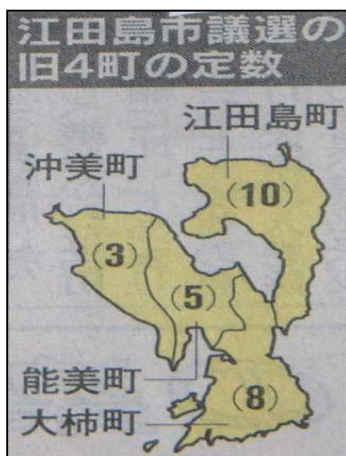 江田島市議選の
旧4町の定数
江田島町
沖美町
(10)
(3)
(5)
能美町
(8)
大柿町